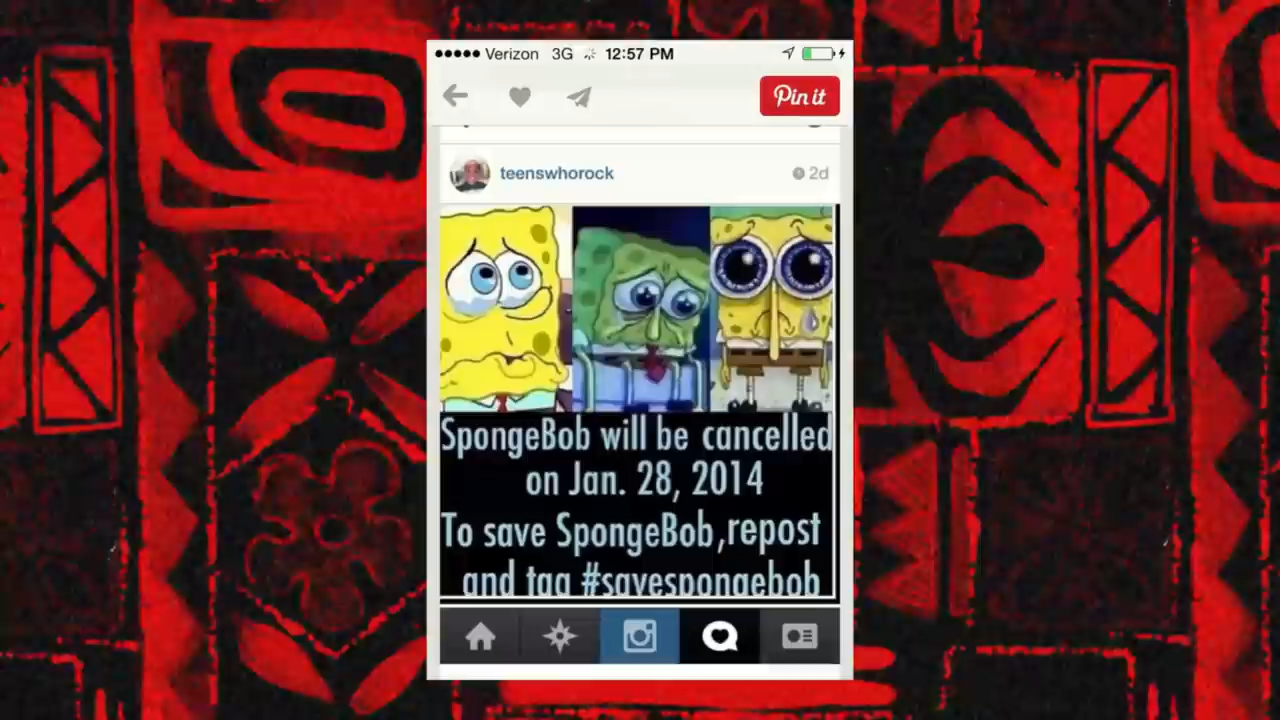 Verizon 3G 12:57 PM
Pin it
teenswhorock 2d
SpongeBob will be cancelled
on Jan. 28, 2014
To save SpongeBob, repost
and tag #savespongebob